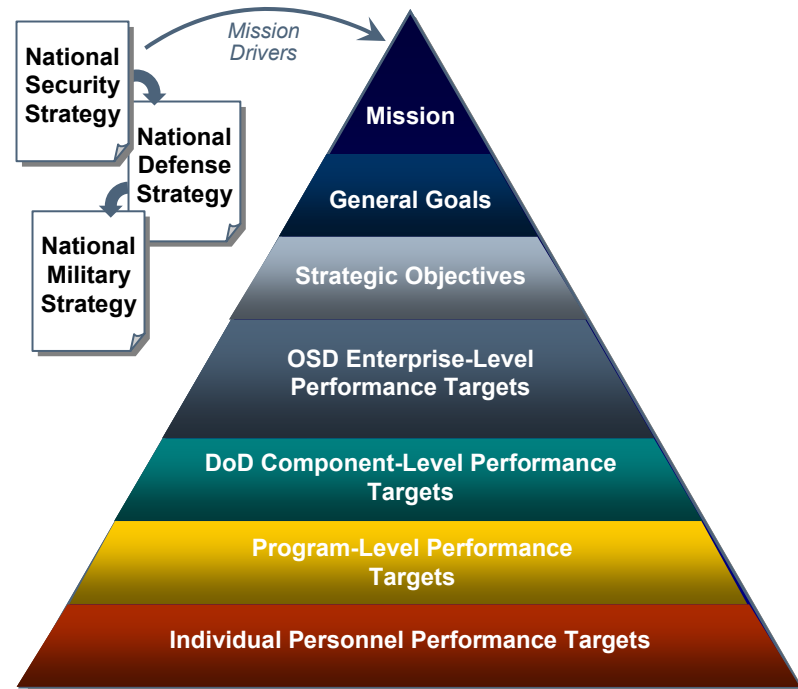 National
Security
Strategy
Mission
Drivers
National
Defense
Strategy
National
Military
Strategy
Mission
General Goals
Strategic Objectives
OSD Enterprise-Level
Performance Targets
DoD Component-Level Performance
Targets
Program-Level Performance
Targets
Individual Personnel Performance Targets